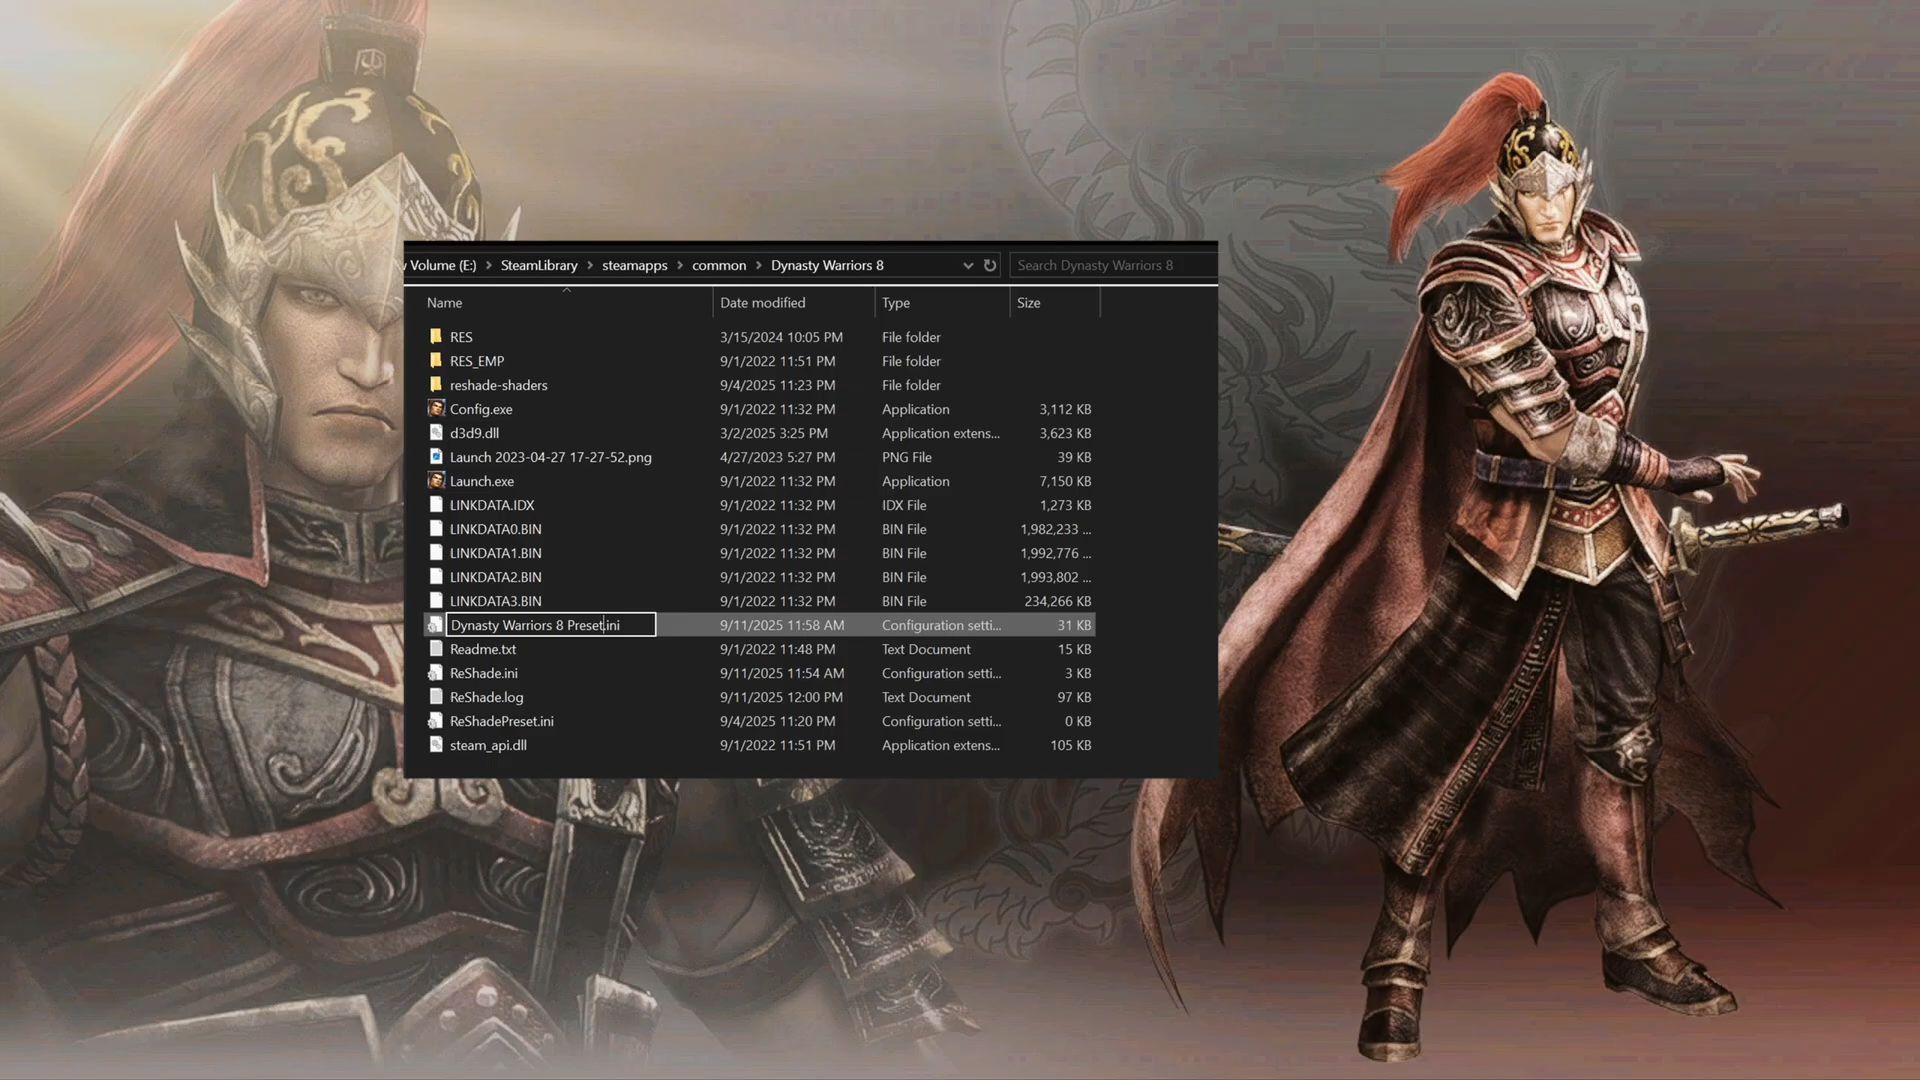 Volume (E:) > SteamLibrary > steamapps > common > Dynasty Warriors 8 Search Dynasty Warriors 8
Name Date modified Type Size
RES 3/15/2024 10:05 PM File folder
RES_EMP 9/1/2022 11:51 PM File folder
reshade-shaders 9/4/2025 11:23 PM File folder
Config.exe 9/1/2022 11:32 PM Application 3,112 KB
d3d9.dll 3/2/2025 3:25 PM Application extens... 3,623 KB
Launch 2023-04-27 17-27-52.png 4/27/2023 5:27 PM PNG File 39 KB
Launch.exe 9/1/2022 11:32 PM Application 7,150 KB
LINKDATA.IDX 9/1/2022 11:32 PM IDX File 1,273 KB
LINKDATA0.BIN 9/1/2022 11:32 PM BIN File 1,982,233 ...
LINKDATA1.BIN 9/1/2022 11:32 PM BIN File 1,992,776 ...
LINKDATA2.BIN 9/1/2022 11:32 PM BIN File 1,993,802 ...
LINKDATA3.BIN 9/1/2022 11:32 PM BIN File 234,266 KB
Dynasty Warriors 8 Preset.ini 9/11/2025 11:58 AM Configuration setti... 31 KB
Readme.txt 9/1/2022 11:48 PM Text Document 15 KB
ReShade.ini 9/11/2025 11:54 AM Configuration setti... 3 KB
ReShade.log 9/11/2025 12:00 PM Text Document 97 KB
ReShadePreset.ini 9/4/2025 11:20 PM Configuration setti... 0 KB
steam_api.dll 9/1/2022 11:51 PM Application extens... 105 KB